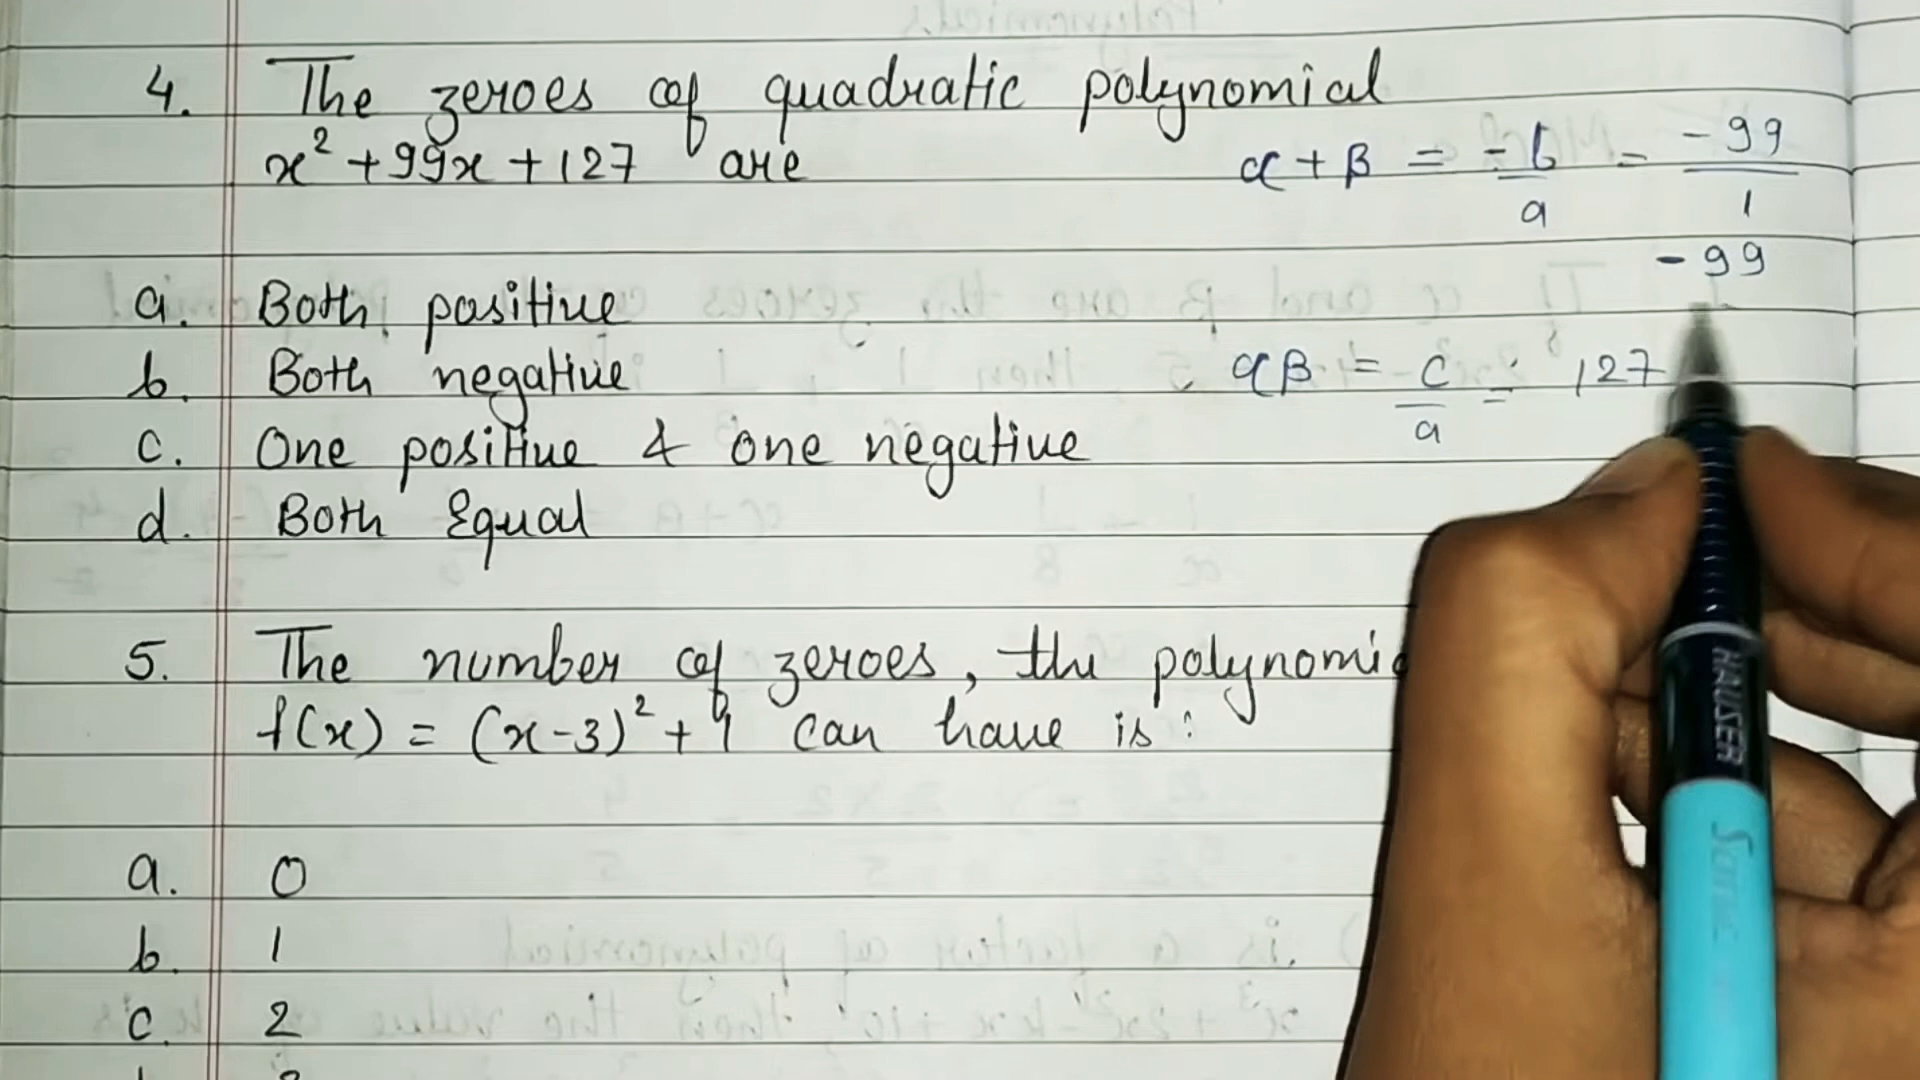 4. The zeroes of quadratic polynomial
x² + 99x + 127 are
α + β = -b/a = -99/1
-99
a. Both positive
b. Both negative
αβ = c/a = 127
c. One positive & one negative
d. Both Equal
5. The number of zeroes, the
f(x) = (x-3)² + 1 can have is :
a. 0
b. 1
c. 2
HAUSER